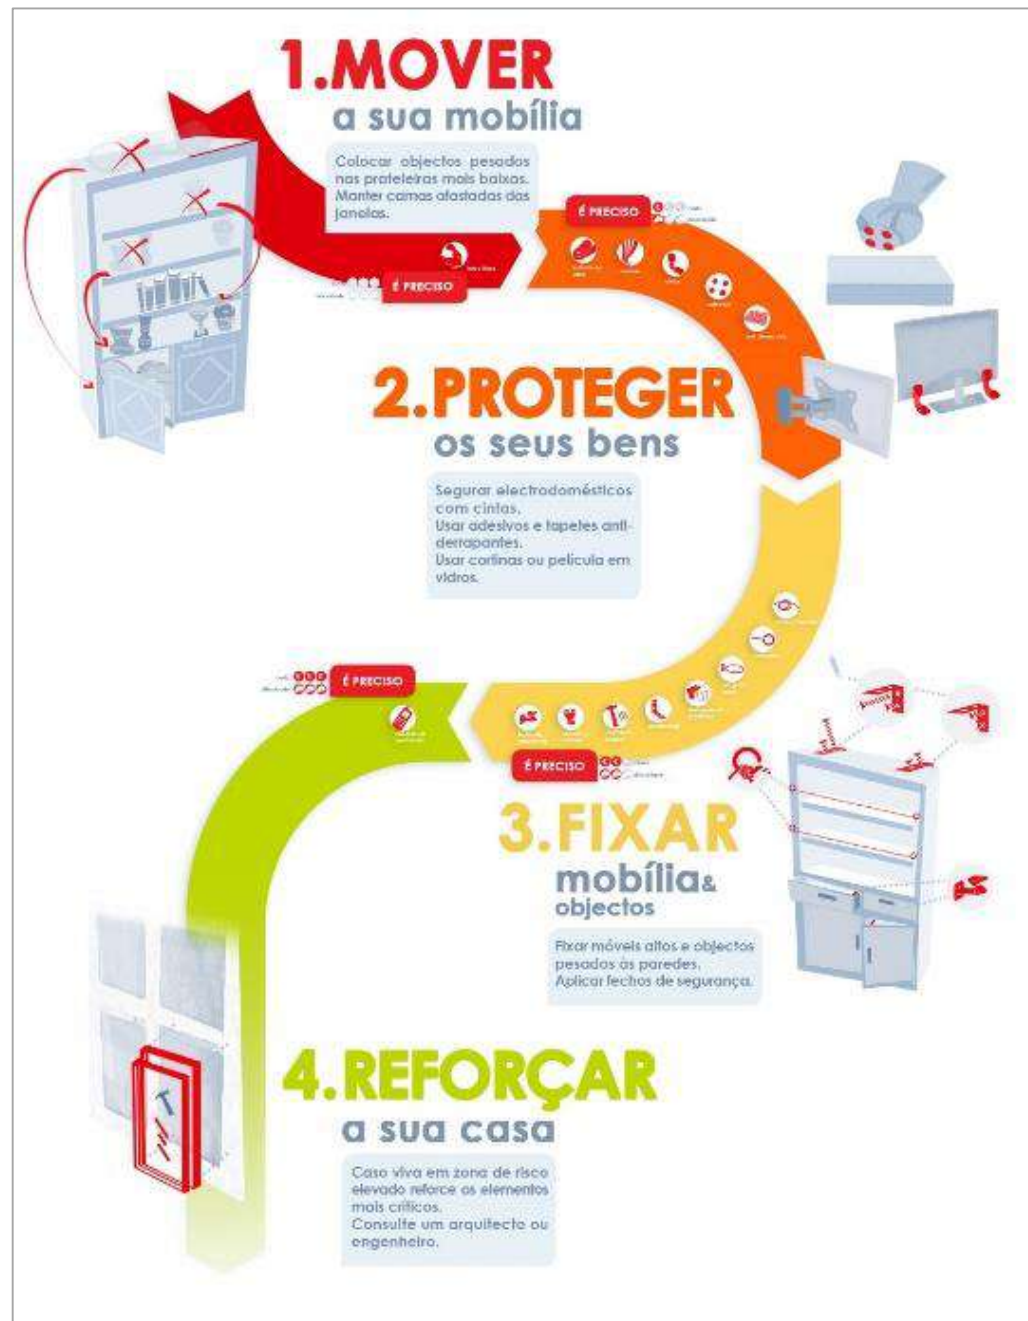 1.MOVER
a sua mobília
Colocar objectos pesados
nas prateleiras mais baixas.
Manter camas afastadas das
janelas.
É PRECISO
É PRECISO
2.PROTEGER
os seus bens
Segurar electrodomésticos
com cintas.
Usar adesivos e tapetes anti-
derrapantes.
Usar cortinas ou película em
vidros.
É PRECISO
É PRECISO
3.FIXAR
mobília&
objectos
Fixar móveis altos e objectos
pesados às paredes.
Aplicar fechos de segurança.
4.REFORÇAR
a sua casa
Caso viva em zona de risco
elevado reforce os elementos
mais críticos.
Consulte um arquitecto ou
engenheiro.